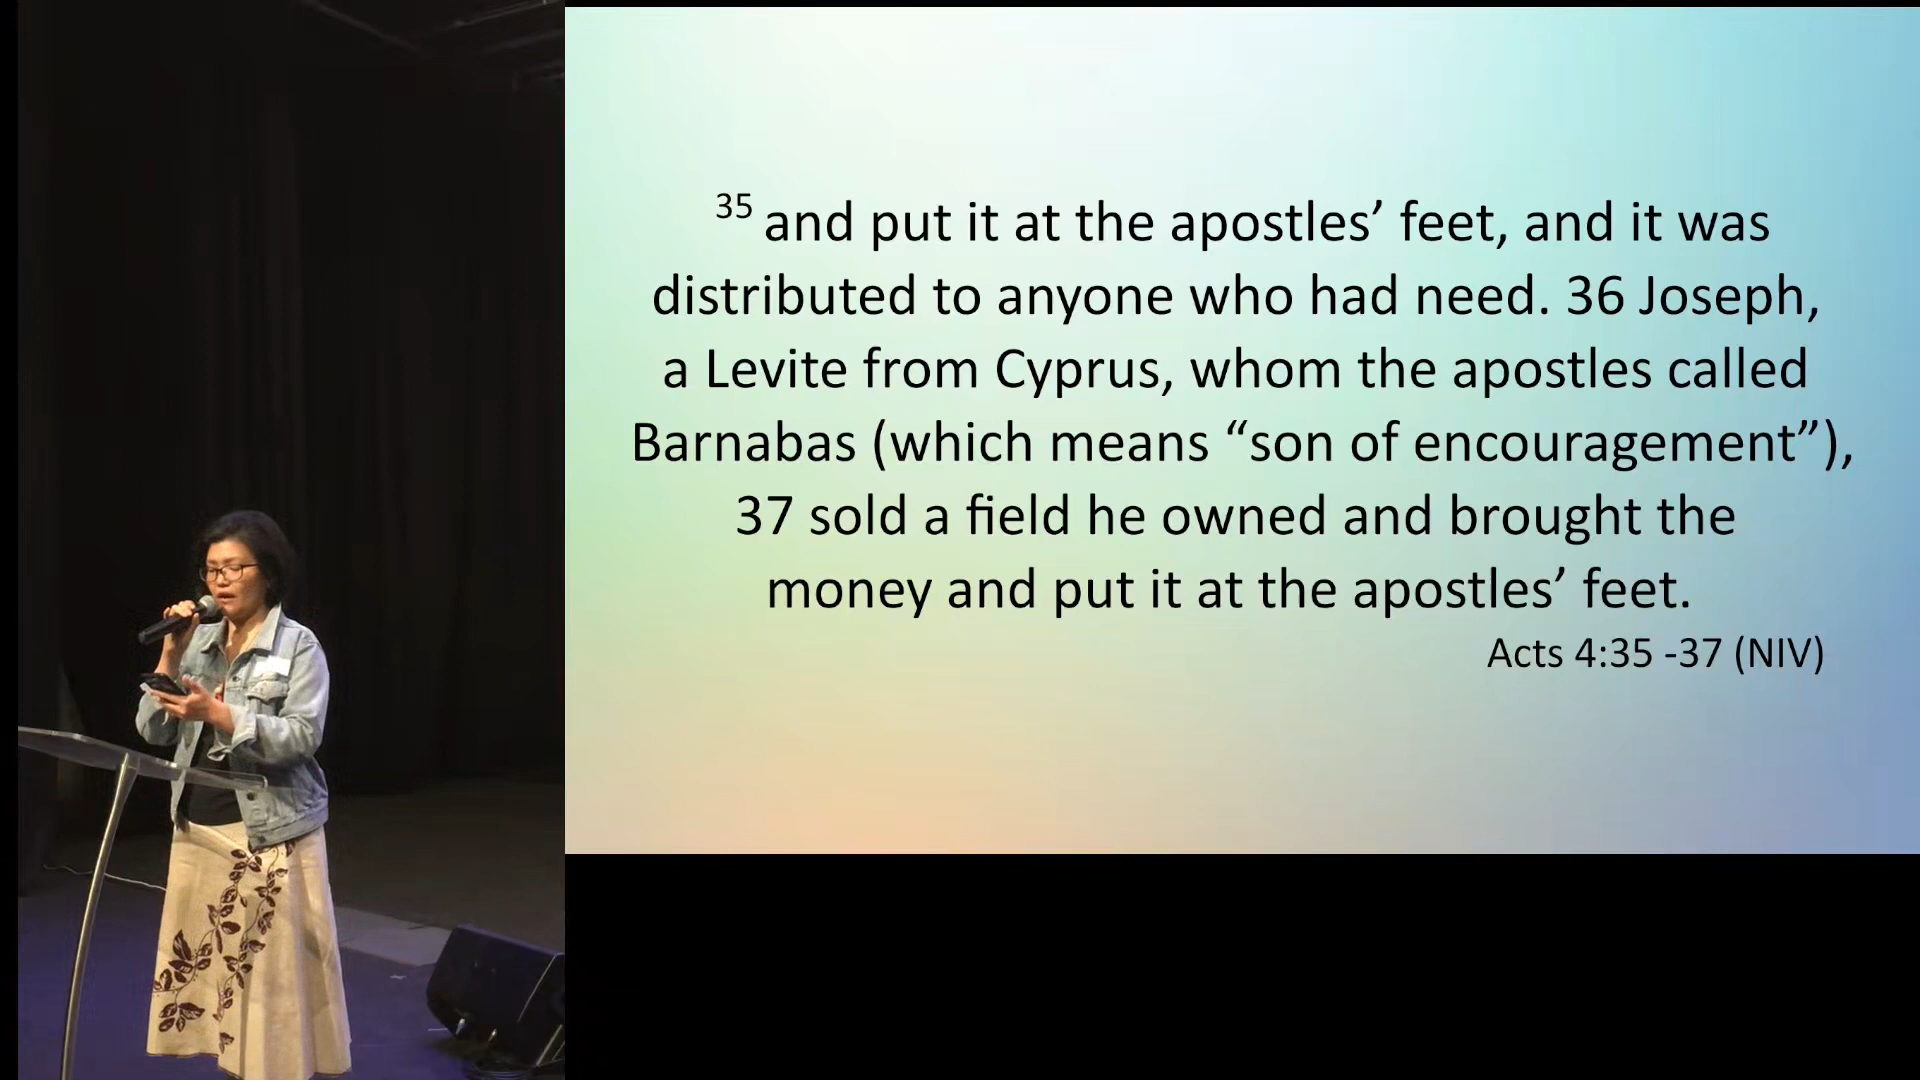 35 and put it at the apostles’ feet, and it was
distributed to anyone who had need. 36 Joseph,
a Levite from Cyprus, whom the apostles called
Barnabas (which means “son of encouragement”),
37 sold a field he owned and brought the
money and put it at the apostles’ feet.
Acts 4:35 -37 (NIV)